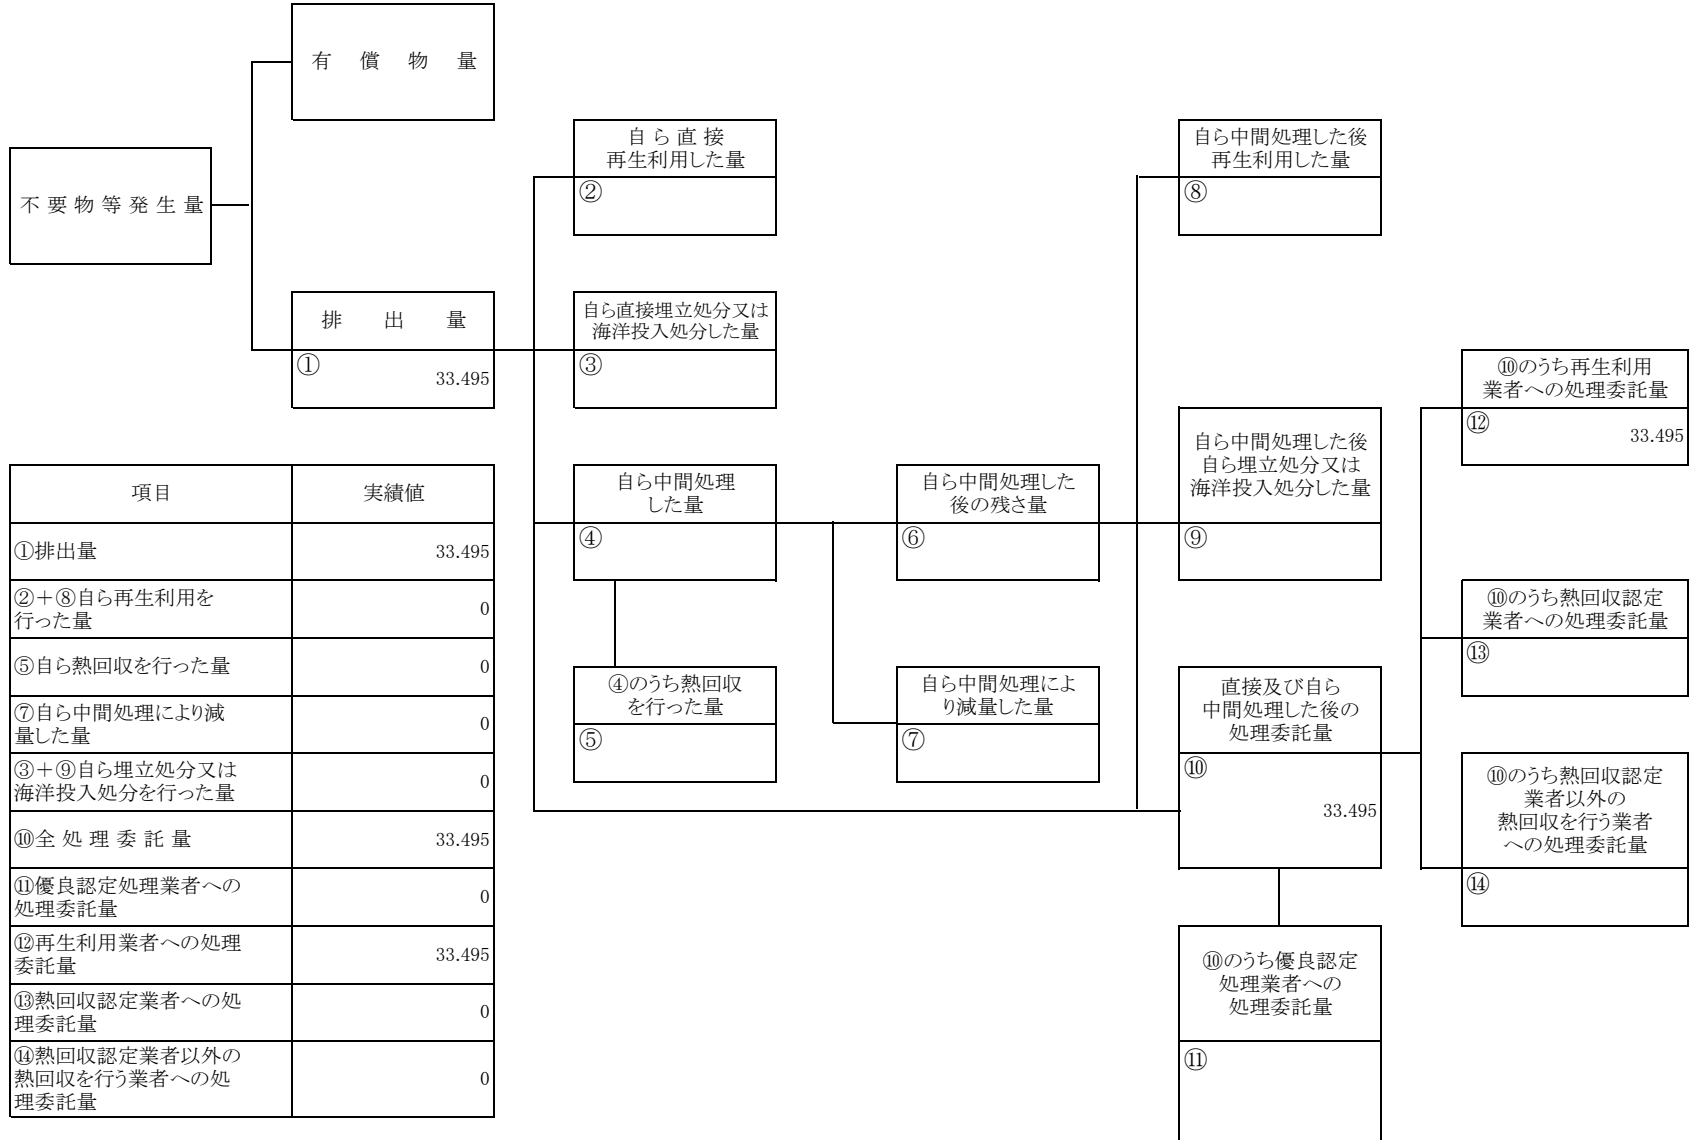 有償物量
不要物等発生量
排出量
①
33.495
自ら直接
再生利用した量
②
自ら直接埋立処分又は
海洋投入処分した量
③
自ら中間処理
した量
④
④のうち熱回収
を行った量
⑤
自ら中間処理した
後の残さ量
⑥
自ら中間処理によ
り減量した量
⑦
自ら中間処理した後
再生利用した量
⑧
自ら中間処理した後
自ら埋立処分又は
海洋投入処分した量
⑨
直接及び自ら
中間処理した後の
処理委託量
⑩
33.495
⑩のうち優良認定
処理業者への
処理委託量
⑪
⑩のうち再生利用
業者への処理委託量
⑫
33.495
⑩のうち熱回収認定
業者への処理委託量
⑬
⑩のうち熱回収認定
業者以外の
熱回収を行う業者
への処理委託量
⑭
項目 実績値
①排出量 33.495
②＋⑧自ら再生利用を
行った量 0
⑤自ら熱回収を行った量 0
⑦自ら中間処理により減
量した量 0
③＋⑨自ら埋立処分又は
海洋投入処分を行った量 0
⑩全処理委託量 33.495
⑪優良認定処理業者への
処理委託量 0
⑫再生利用業者への処理
委託量 33.495
⑬熱回収認定業者への処
理委託量 0
⑭熱回収認定業者以外の
熱回収を行う業者への処
理委託量 0